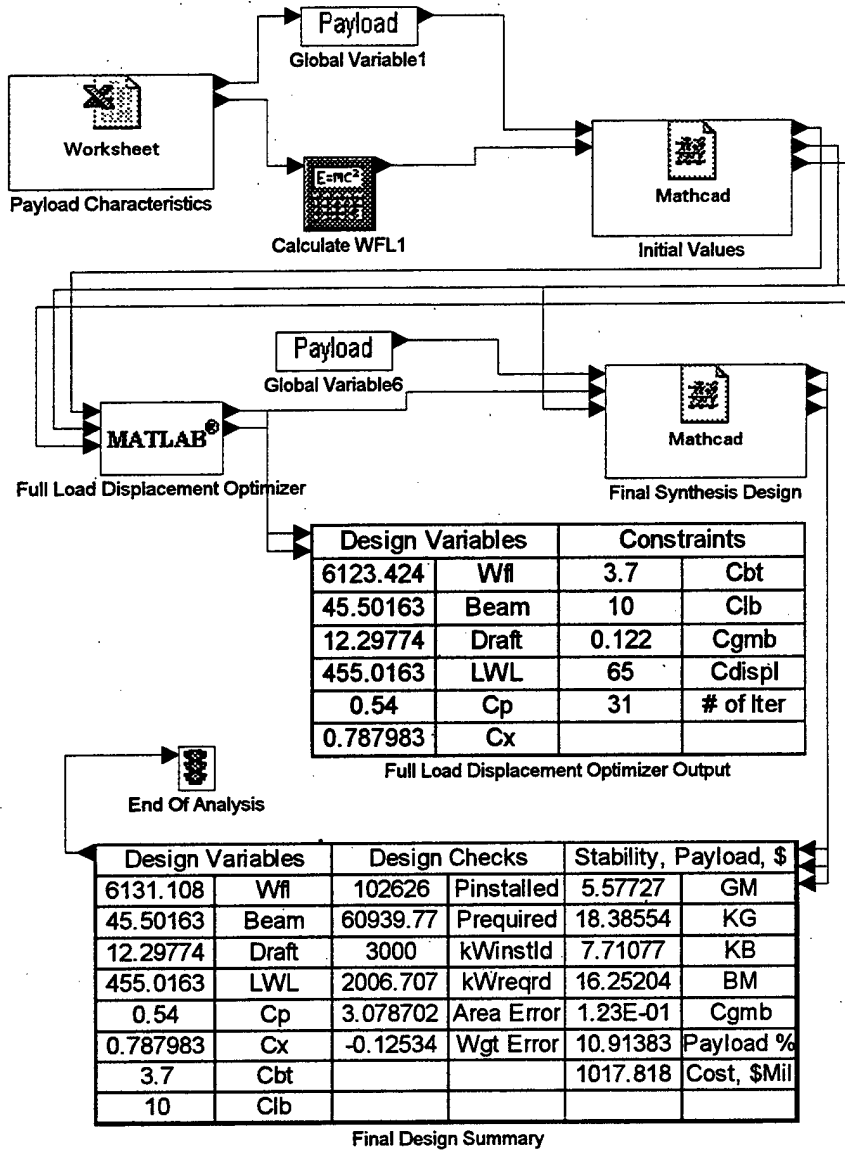 Payload
Global Variable1
Worksheet
Payload Characteristics
E=mc²
Calculate WFL1
Mathcad
Initial Values
Payload
Global Variable6
MATLAB®
Full Load Displacement Optimizer
Mathcad
Final Synthesis Design
Design Variables Constraints
6123.424 Wfl 3.7 Cbt
45.50163 Beam 10 Clb
12.29774 Draft 0.122 Cgmb
455.0163 LWL 65 Cdispl
0.54 Cp 31 # of Iter
0.787983 Cx
Full Load Displacement Optimizer Output
End Of Analysis
Design Variables Design Checks Stability, Payload, $
6131.108 Wfl 102626 Pinstalled 5.57727 GM
45.50163 Beam 60939.77 Prequired 18.38554 KG
12.29774 Draft 3000 kWinstld 7.71077 KB
455.0163 LWL 2006.707 kWreqrd 16.25204 BM
0.54 Cp 3.078702 Area Error 1.23E-01 Cgmb
0.787983 Cx -0.12534 Wgt Error 10.91383 Payload %
3.7 Cbt 1017.818 Cost, $Mil
10 Clb
Final Design Summary